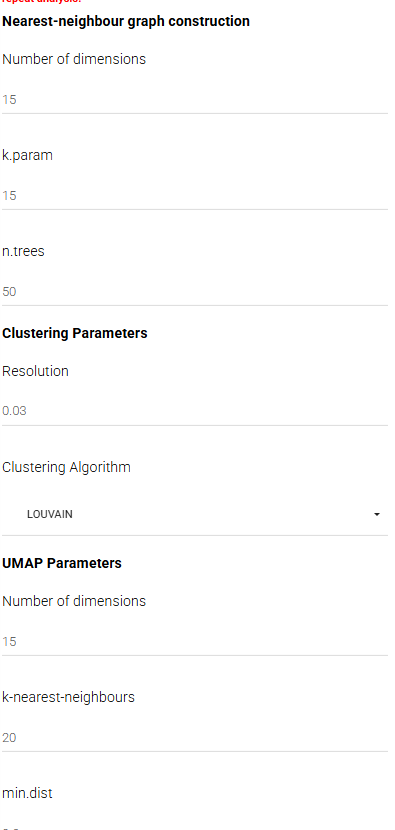 repeat analysis!
Nearest-neighbour graph construction
Number of dimensions
15
k.param
15
n.trees
50
Clustering Parameters
Resolution
0.03
Clustering Algorithm
LOUVAIN
UMAP Parameters
Number of dimensions
15
k-nearest-neighbours
20
min.dist